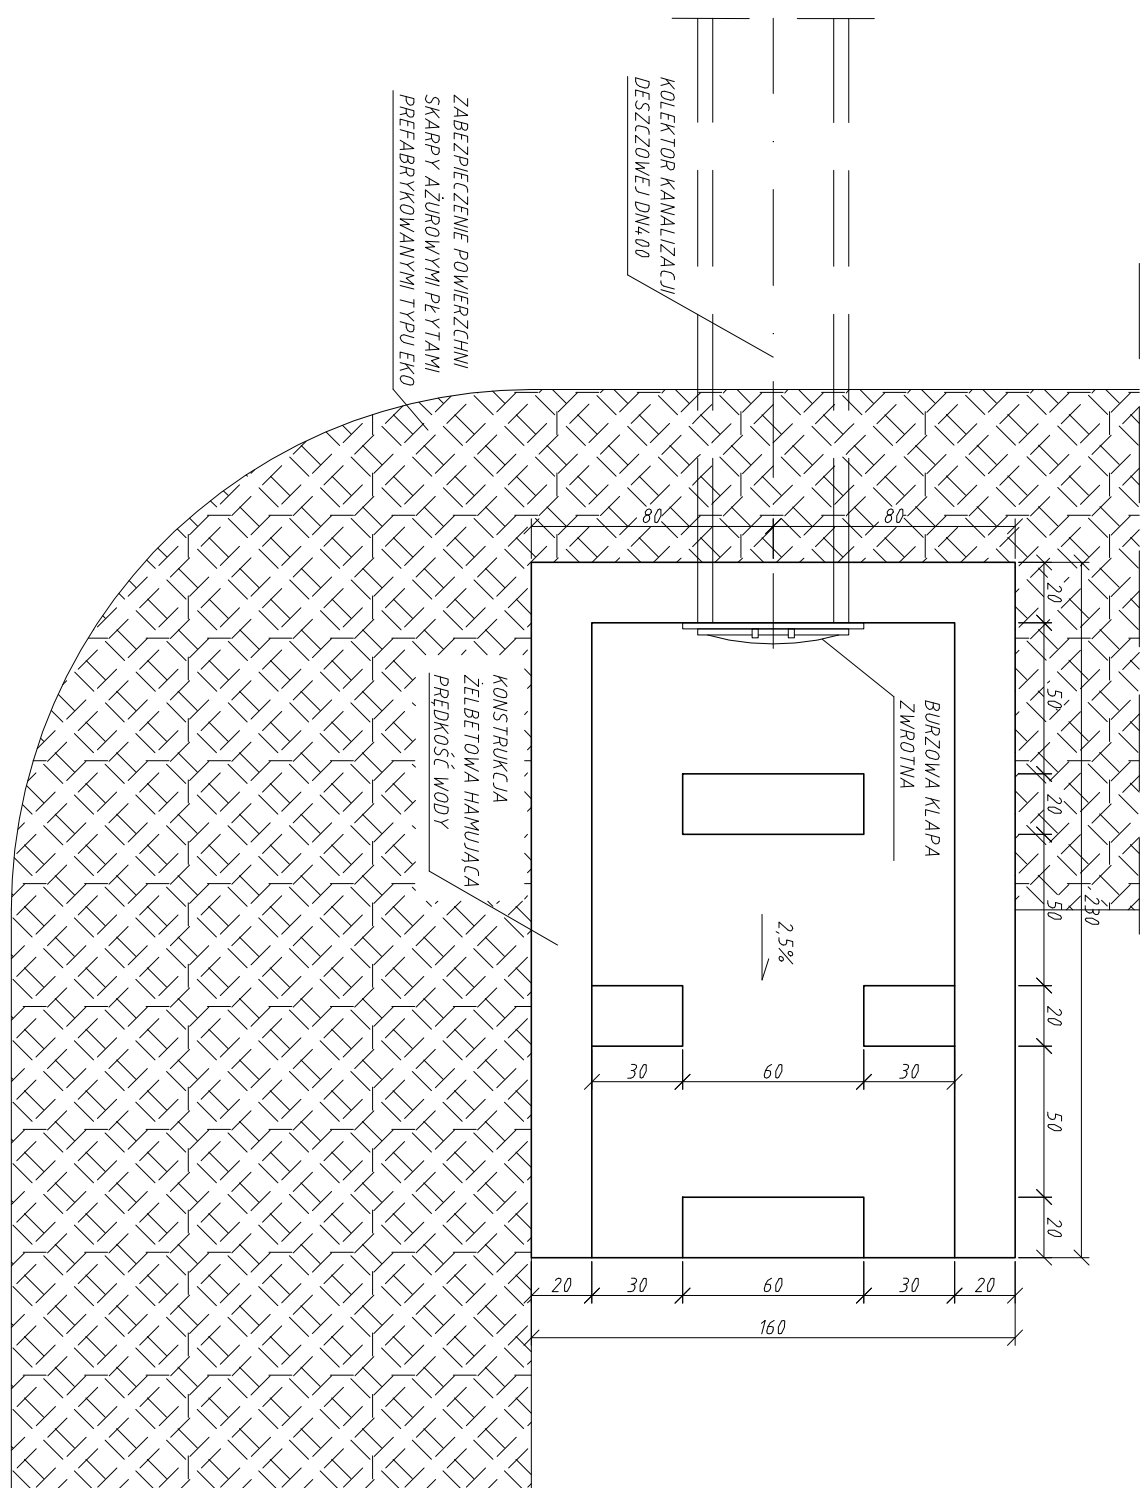 KOLEKTOR KANALIZACJI
DESZCZOWEJ DN400
ZABEZPIECZENIE POWIERZCHNI
SKARPY AŻUROWYMI PŁYTAMI
PREFABRYKOWANYMI TYPU EKO
80
80
20
50
20
50
230
20
50
20
BURZOWA KLAPA
ZWROTNA
KONSTRUKCJA
ŻELBETOWA HAMUJĄCA
PRĘDKOŚĆ WODY
2,5%
30
60
30
20
30
60
30
20
160